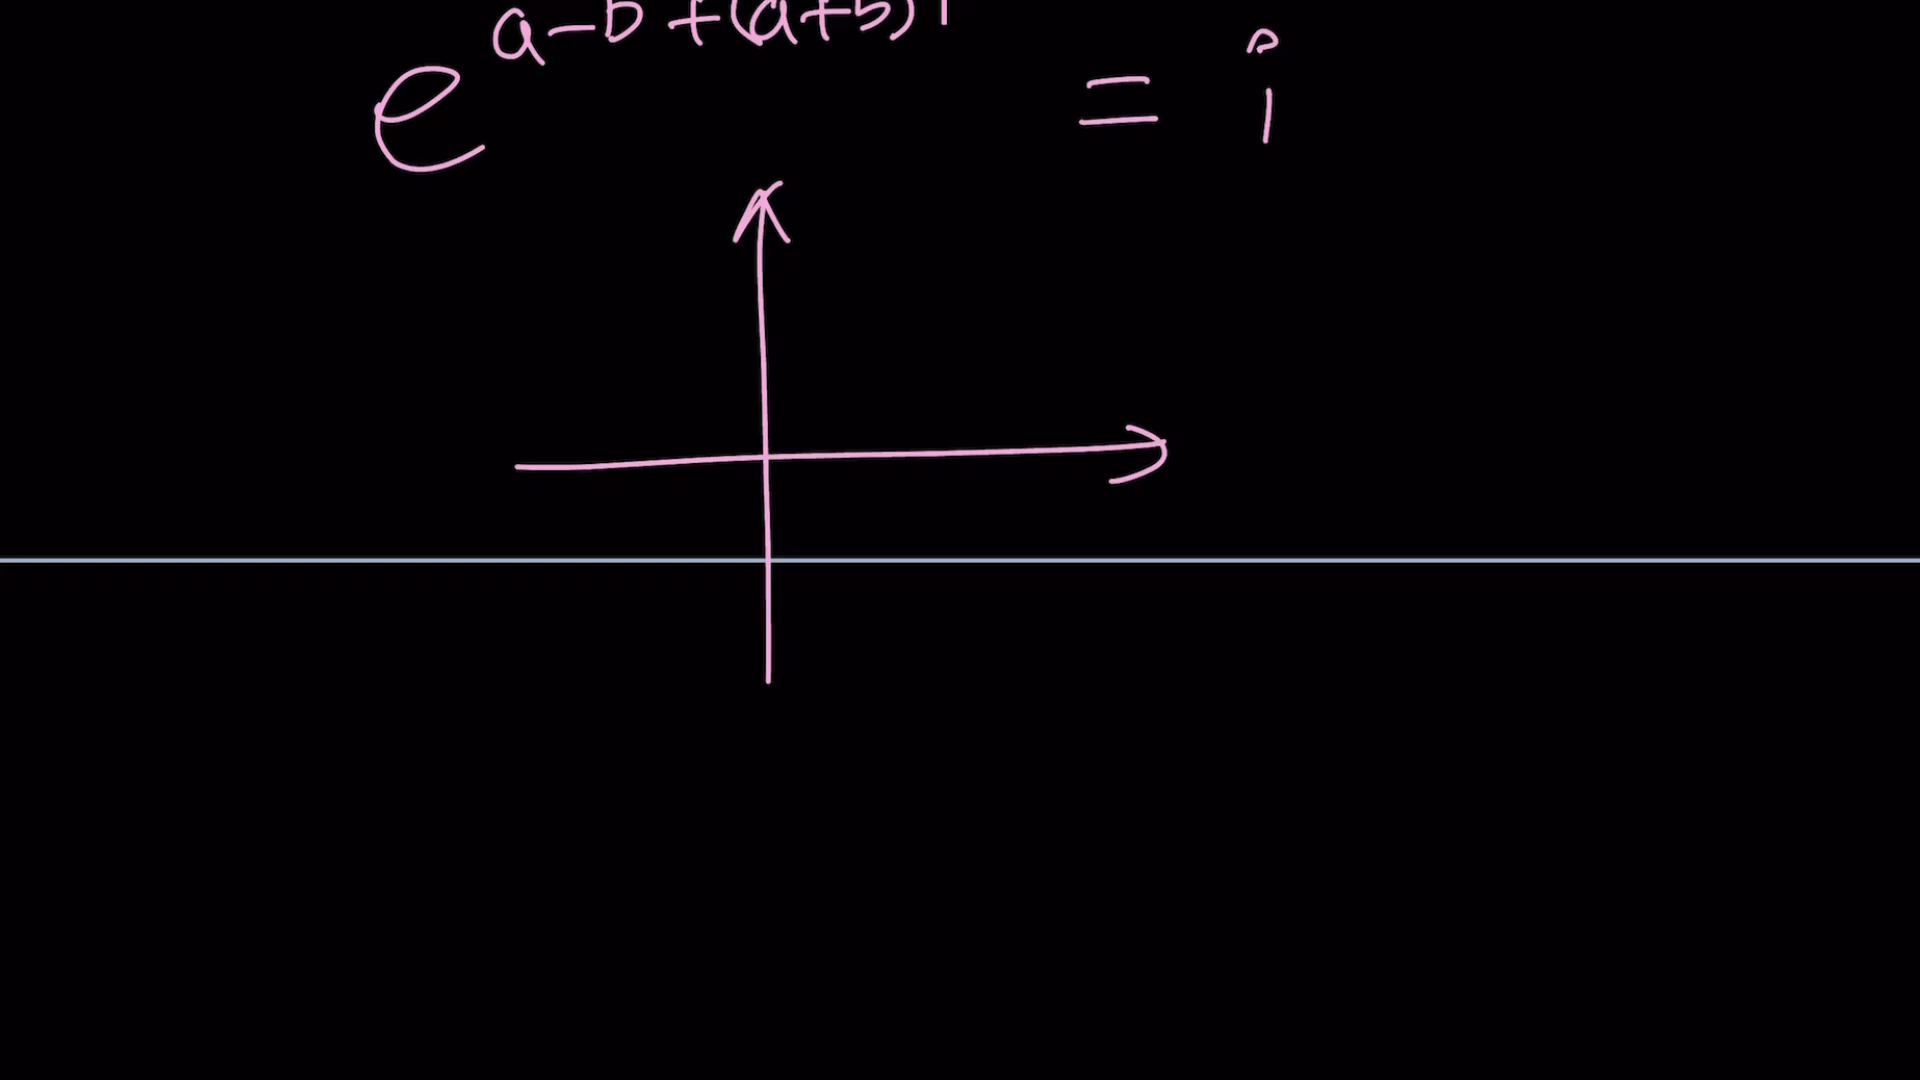 e^{a-b+(a+b)i} = i